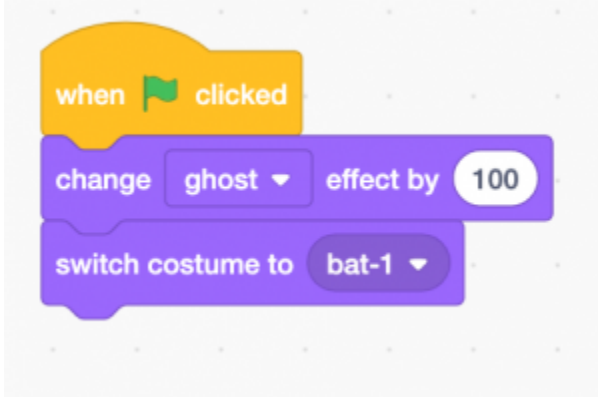 when clicked
change ghost effect by 100
switch costume to bat-1